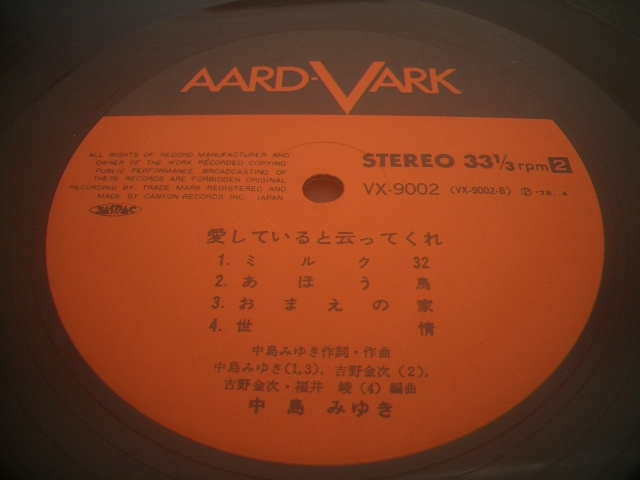 AARD-VARK
ALL RIGHTS OF RECORD MANUFACTURER AND
OWNER OF THE WORK RECORDED COPYING
PUBLIC PERFORMANCE, BROADCASTING OF
THESE RECORDS ARE FORBIDDEN ORIGINAL
RECORDING BY. TRADE MARK REGISTERED AND
MADE BY CANYON RECORDS INC. JAPAN
STEREO 33 1/3 rpm 2
VX-9002 (VX-9002-B) Ⓟ '78. 4
愛していると云ってくれ
1. ミルク 32
2. あほう鳥
3. おまえの家
4. 世情
中島みゆき作詞・作曲
中島みゆき(1,3), 吉野金次(2),
吉野金次・福井 崚(4)編曲
中島みゆき